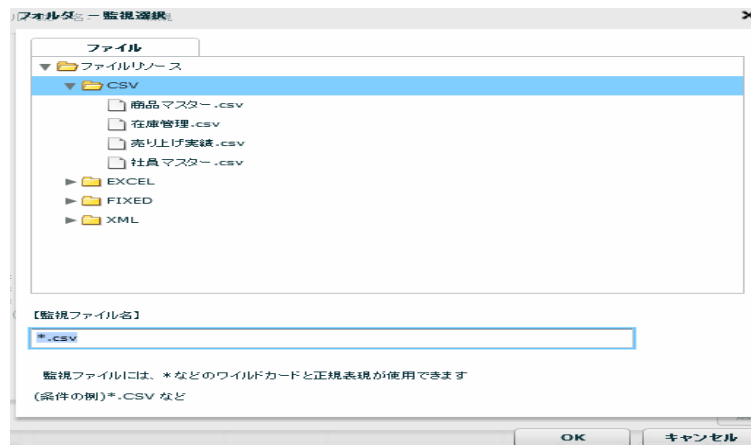 フォルダ － 監視選択
ファイル
ファイルリソース
CSV
商品マスター.csv
在庫管理.csv
売り上げ実績.csv
社員マスター.csv
EXCEL
FIXED
XML
【監視ファイル名】
*.csv
監視ファイルには、*などのワイルドカードと正規表現が使用できます
(条件の例)*.CSV など
OK
キャンセル